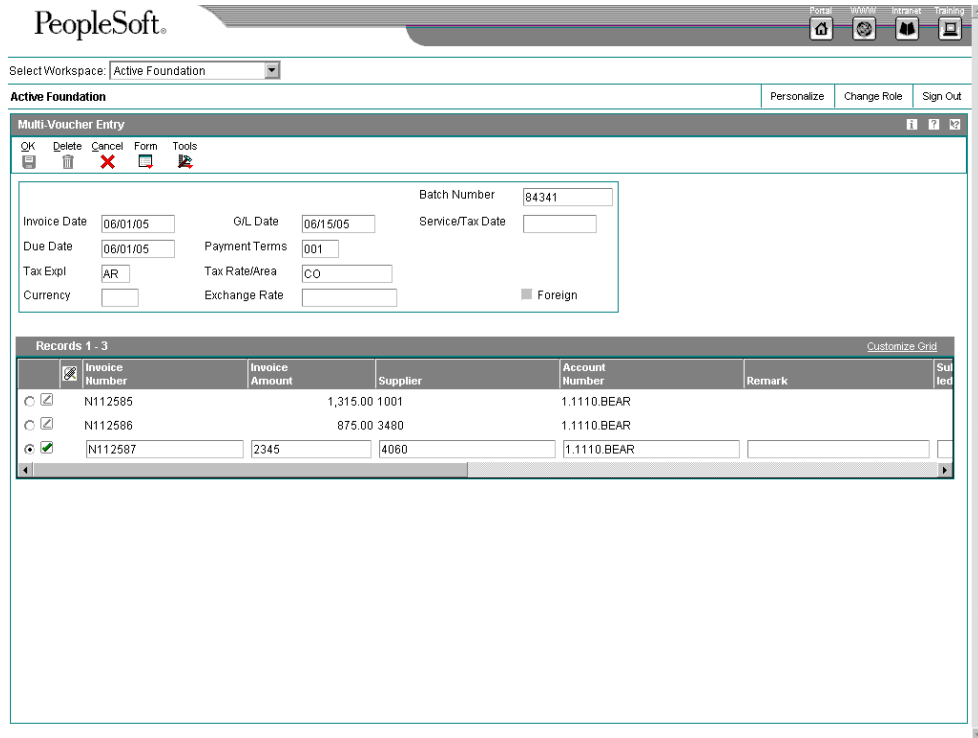 PeopleSoft®
Portal WWW Intranet Training
Select Workspace: Active Foundation
Active Foundation Personalize Change Role Sign Out
Multi-Voucher Entry
OK Delete Cancel Form Tools
Batch Number 84341
Invoice Date 06/01/05 G/L Date 06/15/05 Service/Tax Date
Due Date 06/01/05 Payment Terms 001
Tax Expl AR Tax Rate/Area CO
Currency Exchange Rate Foreign
Records 1 - 3 Customize Grid
Invoice Number Invoice Amount Supplier Account Number Remark Sul led
N112585 1,315.00 1001 1.1110.BEAR
N112586 875.00 3480 1.1110.BEAR
N112587 2345 4060 1.1110.BEAR